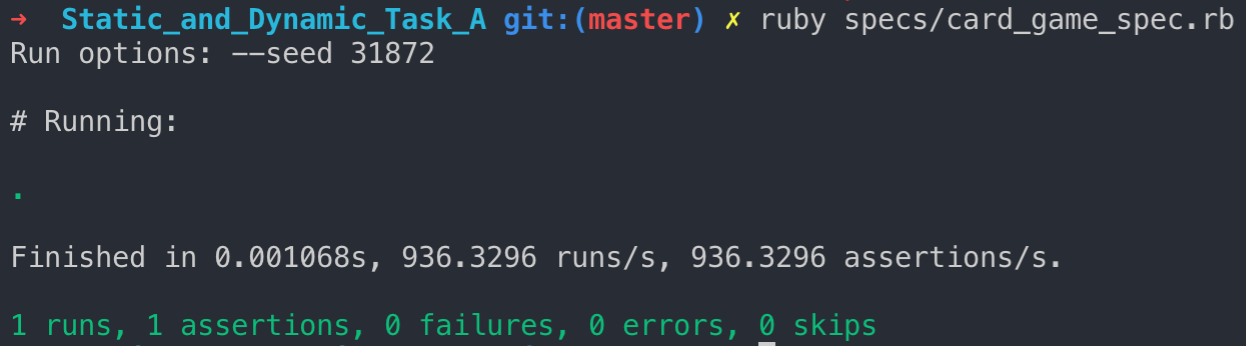 → Static_and_Dynamic_Task_A git:(master) ✗ ruby specs/card_game_spec.rb
Run options: --seed 31872
# Running:
.
Finished in 0.001068s, 936.3296 runs/s, 936.3296 assertions/s.
1 runs, 1 assertions, 0 failures, 0 errors, 0 skips